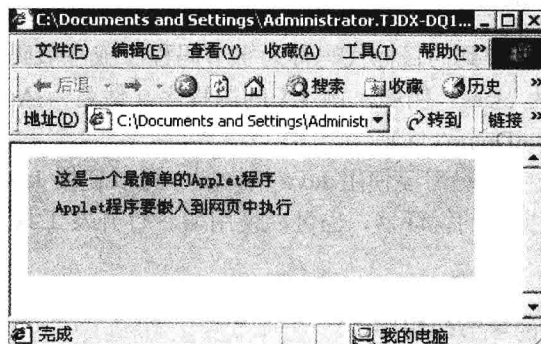 C:\Documents and Settings\Administrator.TJDX-DQ1...
文件(F) 编辑(E) 查看(V) 收藏(A) 工具(T) 帮助(H »
后退 搜索 收藏 历史 »
地址(D) C:\Documents and Settings\Administr 转到 链接 »
这是一个最简单的Applet程序
Applet程序要嵌入到网页中执行
完成 我的电脑